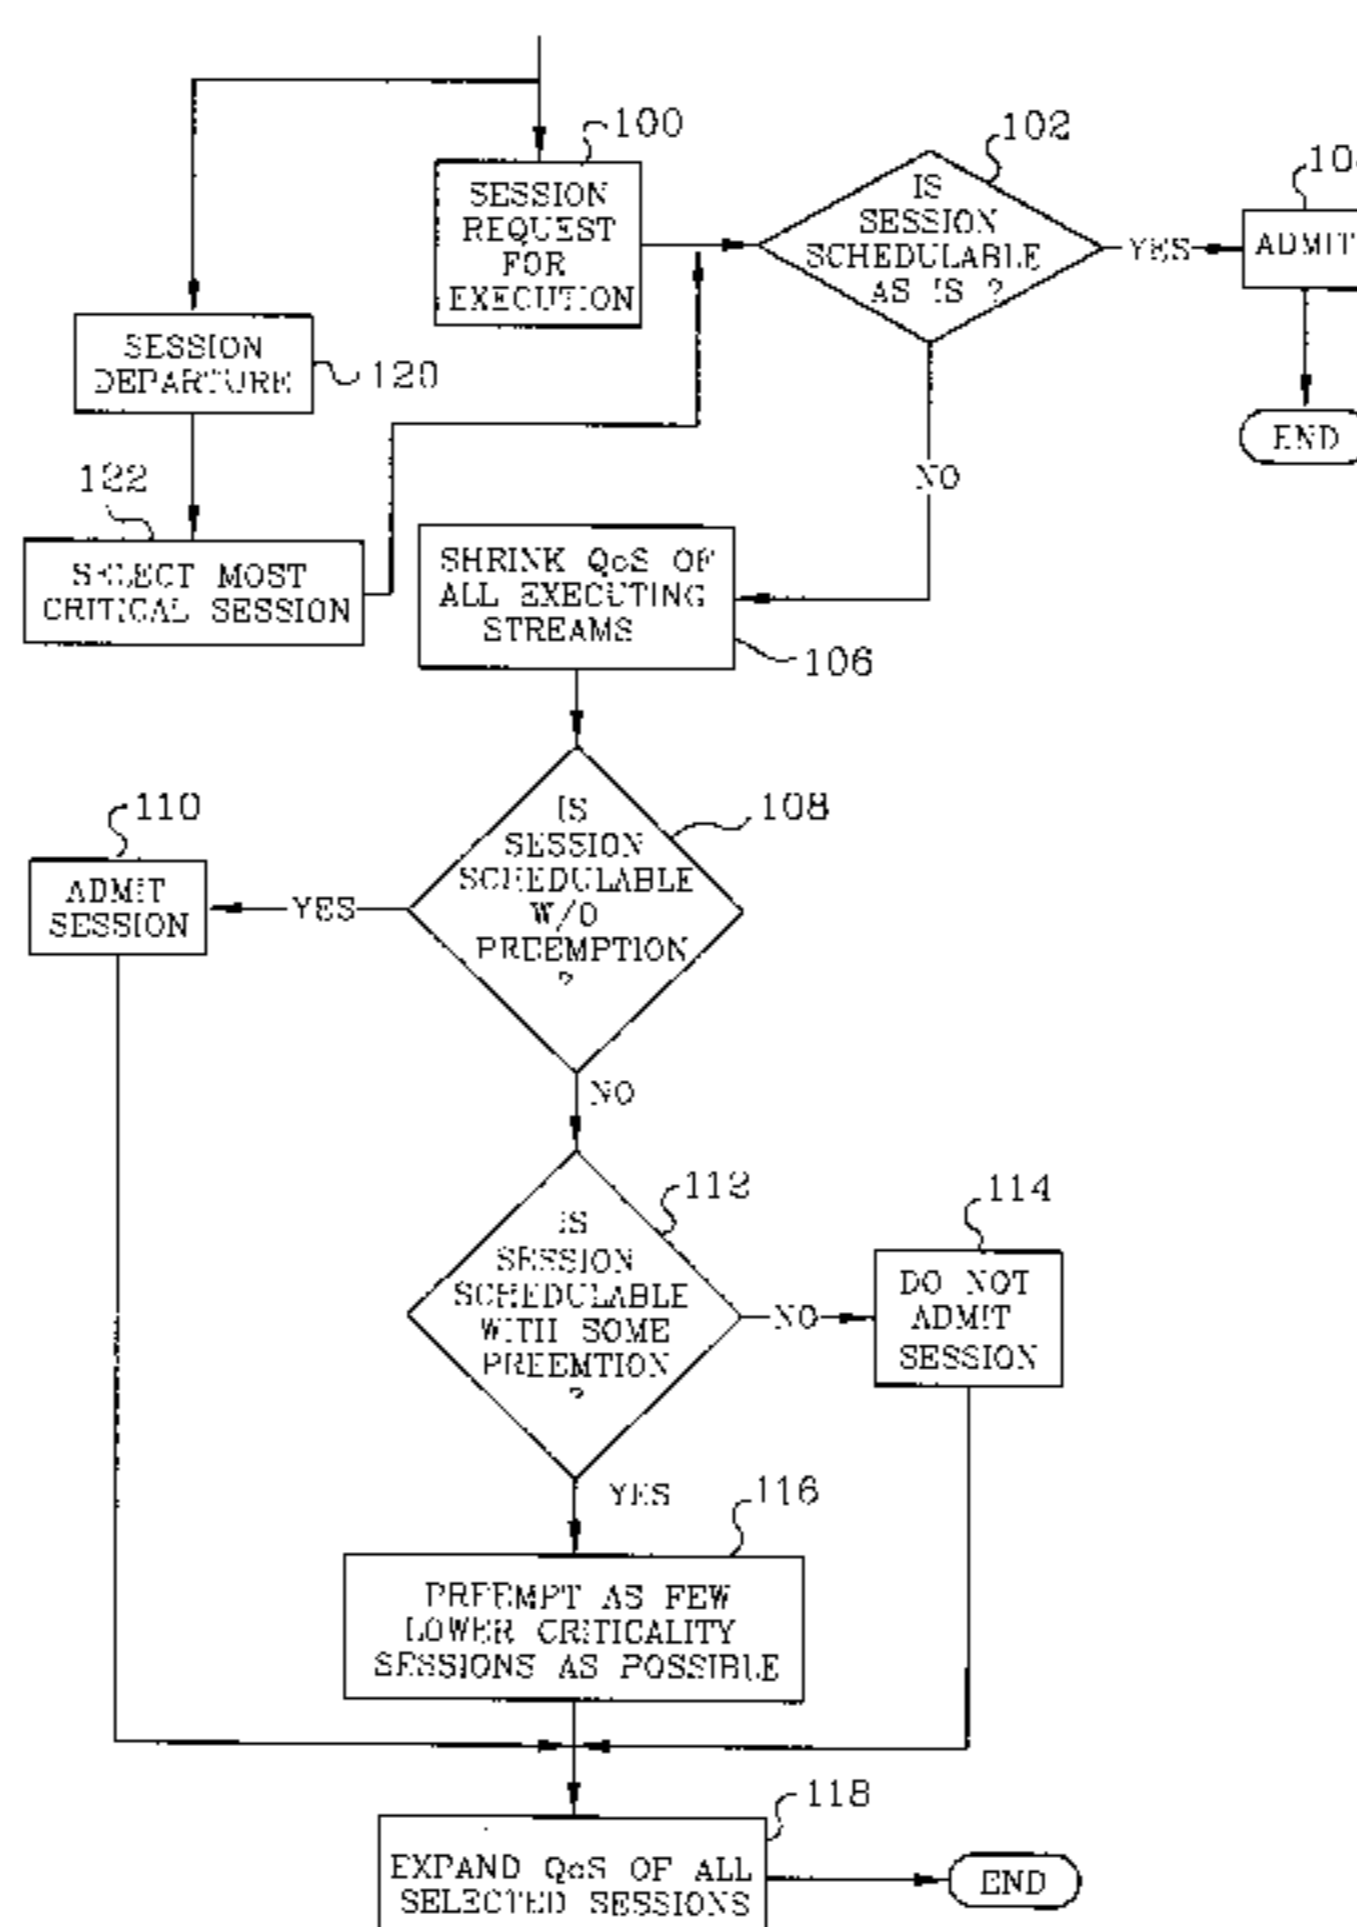 100
SESSION
REQUEST
FOR
EXECUTION
102
IS
SESSION
SCHEDULABLE
AS IS ?
YES
ADMIT
END
NO
SESSION
DEPARTURE
120
122
SELECT MOST
CRITICAL SESSION
SHRINK QoS OF
ALL EXECUTING
STREAMS
106
108
IS
SESSION
SCHEDULABLE
W/O
PREEMPTION
?
YES
110
ADMIT
SESSION
NO
112
IS
SESSION
SCHEDULABLE
WITH SOME
PREEMTION
?
NO
114
DO NOT
ADMIT
SESSION
YES
116
PREEMPT AS FEW
LOWER CRITICALITY
SESSIONS AS POSSIBLE
118
EXPAND QoS OF ALL
SELECTED SESSIONS
END